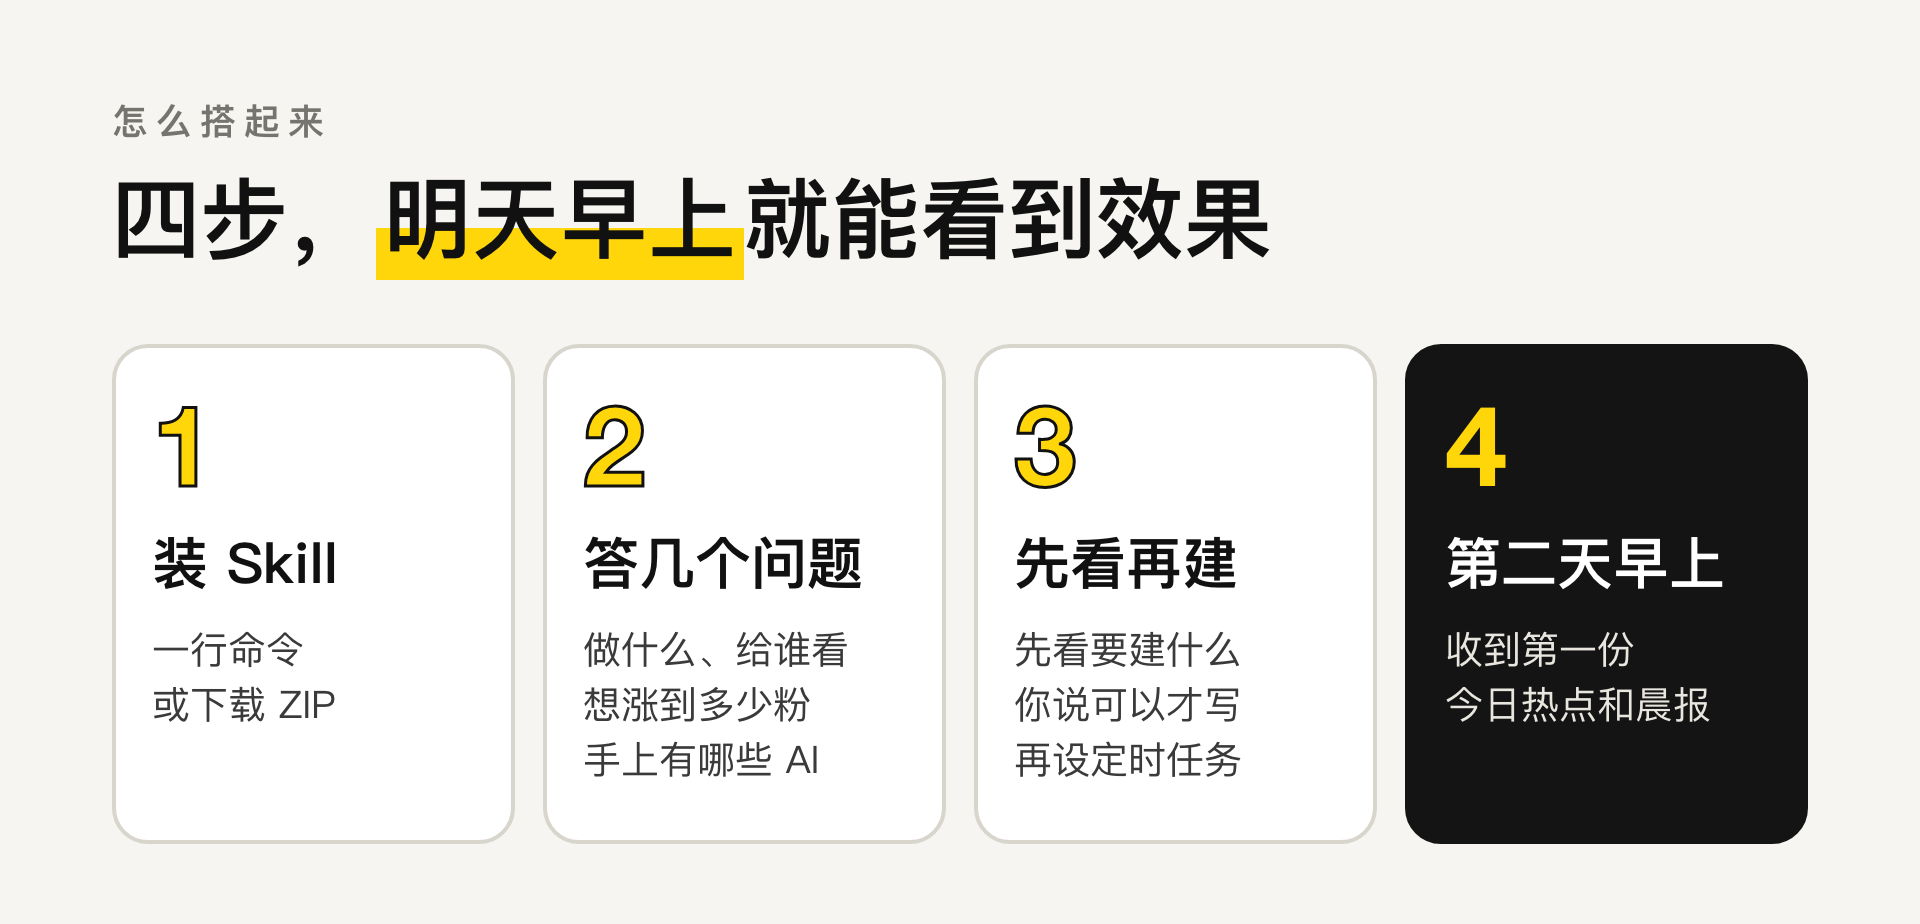 怎么搭起来
四步，明天早上就能看到效果
1
装 Skill
一行命令
或下载 ZIP
2
答几个问题
做什么、给谁看
想涨到多少粉
手上有哪些 AI
3
先看再建
先看要建什么
你说可以才写
再设定时任务
4
第二天早上
收到第一份
今日热点和晨报